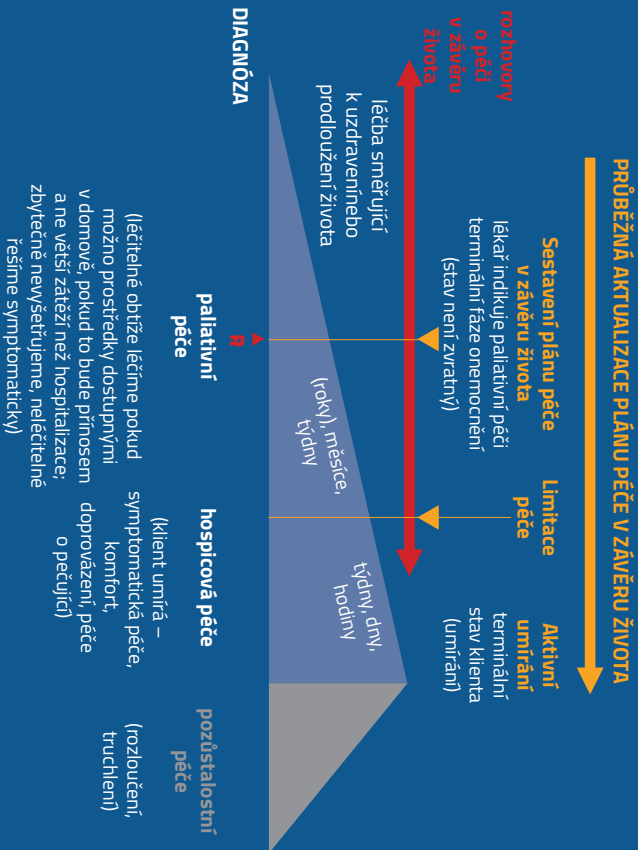 PRŮBĚŽNÁ AKTUALIZACE PLÁNU PÉČE V ZÁVĚRU ŽIVOTA
rozhovory
o péči
v závěru
života
Sestavení plánu péče
v závěru života
lékař indikuje paliativní péči
terminální fáze onemocnění
(stav není zvratný)
Limitace
péče
Aktivní
umírání
terminální
stav klienta
(umírání)
léčba směřující
k uzdravenínebo
prodloužení života
(roky), měsíce,
týdny
týdny, dny,
hodiny
DIAGNÓZA
R
paliativní
péče
(léčitelné obtíže léčíme pokud
možno prostředky dostupnými
v domově, pokud to bude přínosem
a ne větší zátěží než hospitalizace;
zbytečně nevyšetřujeme, neléčitelné
řešíme symptomaticky)
hospicová péče
(klient umírá –
symptomatická péče,
komfort,
doprovázení, péče
o pečující)
pozůstalostní
péče
(rozloučení,
truchlení)